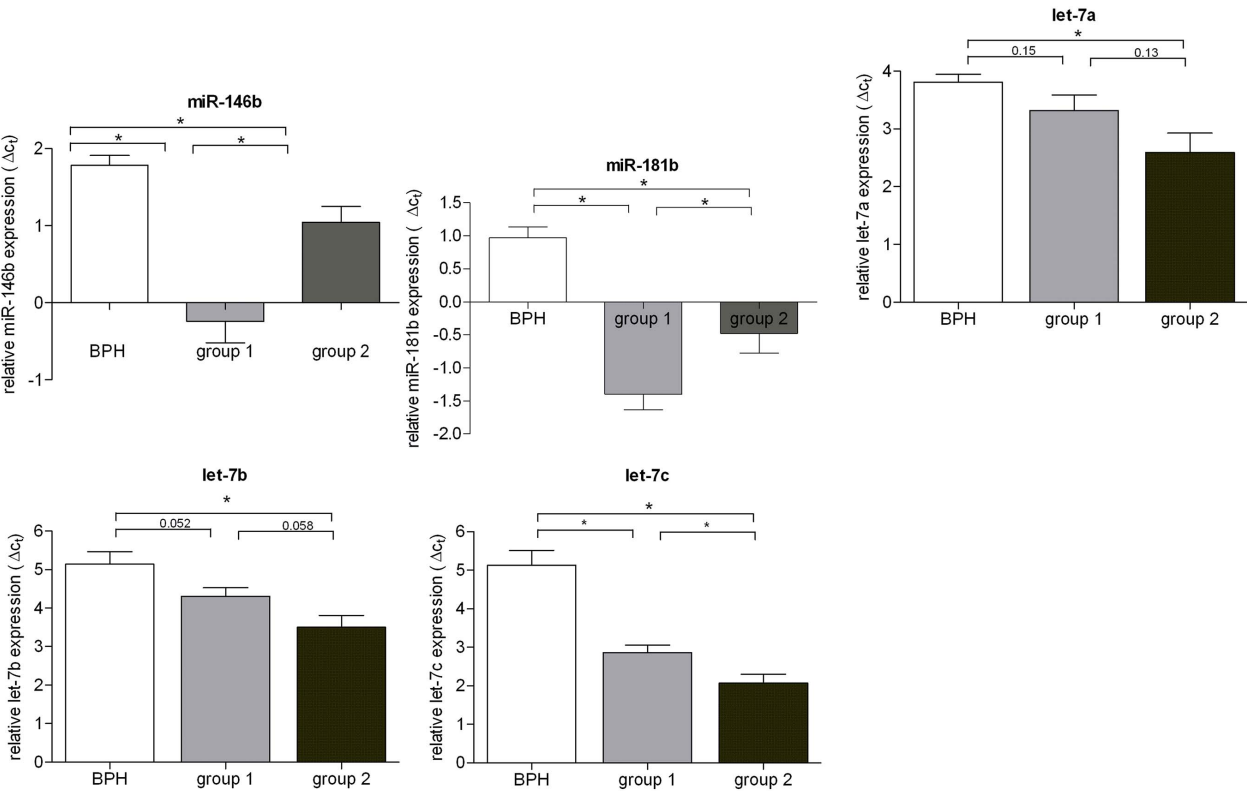 let-7a
*
0.15
0.13
relative let-7a expression ( Δct)
4
3
2
1
0
BPH
group 1
group 2
miR-146b
*
*
*
relative miR-146b expression ( Δct)
2
1
0
-1
BPH
group 1
group 2
miR-181b
*
*
*
relative miR-181b expression ( Δct)
1.5
1.0
0.5
0.0
-0.5
-1.0
-1.5
-2.0
BPH
group 1
group 2
let-7b
*
0.052
0.058
relative let-7b expression ( Δct)
6
5
4
3
2
1
0
BPH
group 1
group 2
let-7c
*
*
*
relative let-7c expression ( Δct)
6
5
4
3
2
1
0
BPH
group 1
group 2